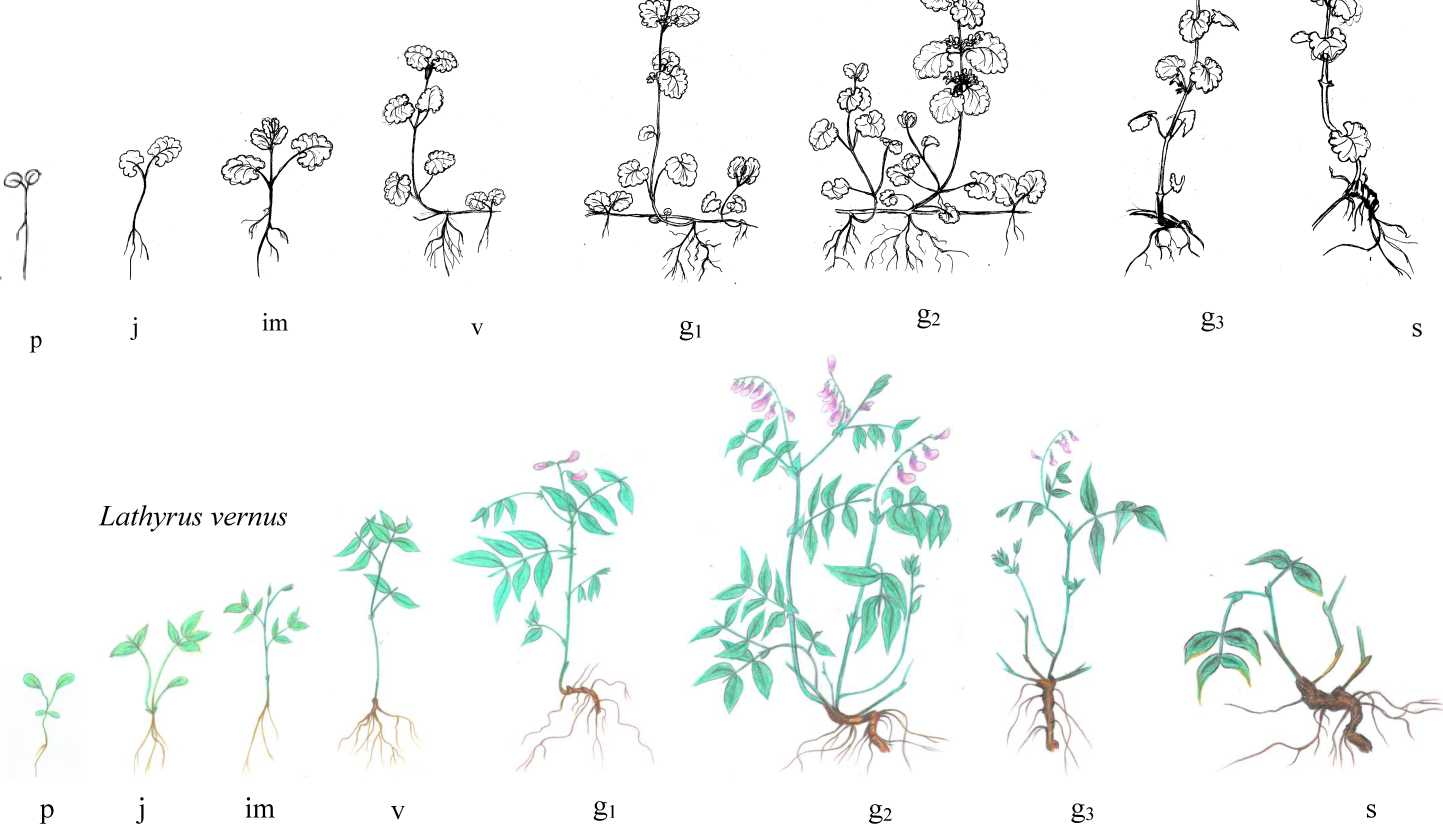 p j im v g₁ g₂ g₃ s
Lathyrus vernus
p j im v g₁ g₂ g₃ s